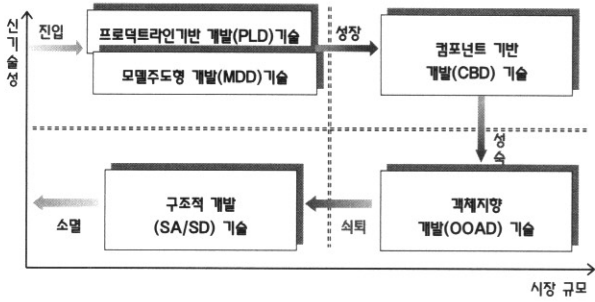 신기술성
진입
프로덕트라인기반 개발(PLD)기술
모델주도형 개발(MDD)기술
성장
컴포넌트 기반
개발(CBD) 기술
성숙
구조적 개발
(SA/SD) 기술
소멸
쇠퇴
객체지향
개발(OOAD) 기술
시장 규모